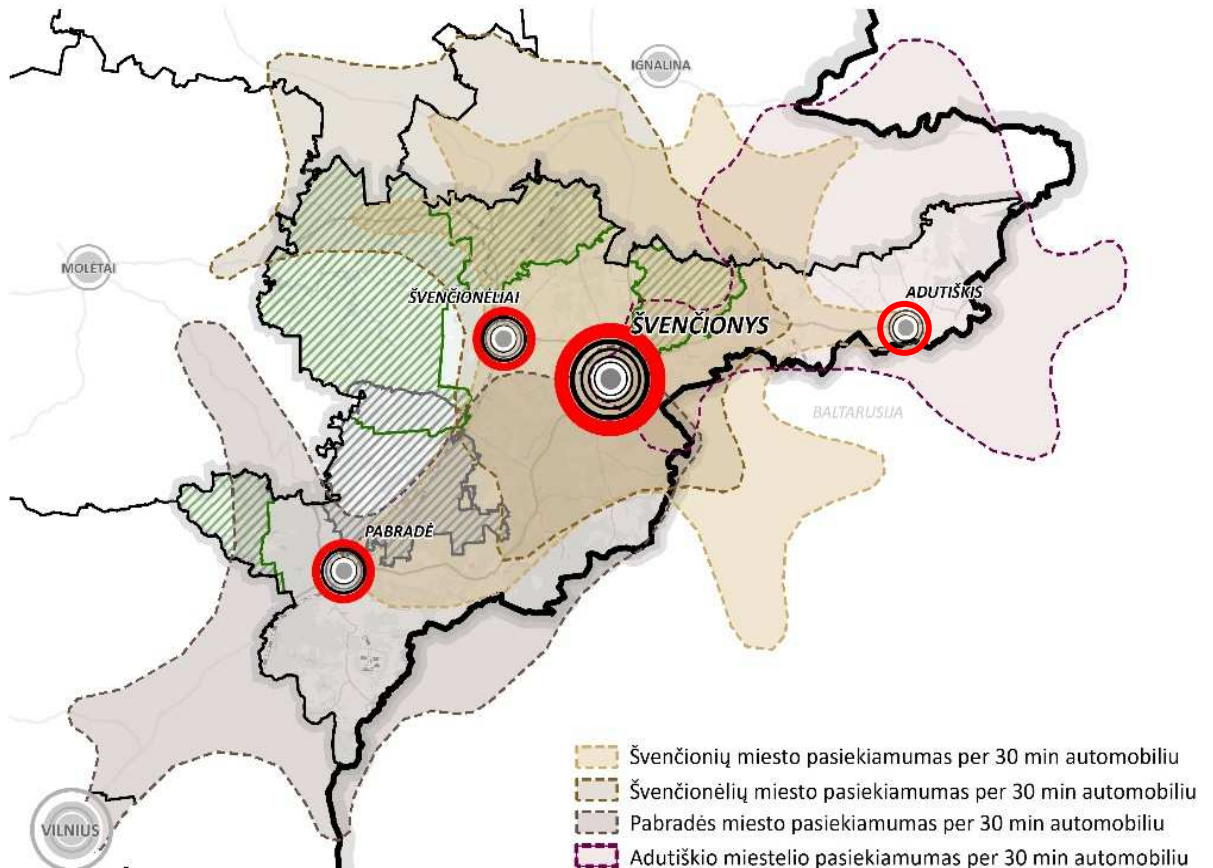 IGNALINA
MOLĖTAI
ŠVENČIONĖLIAI
ADUTIŠKIS
ŠVENČIONYS
BALTARUSIJA
PABRADĖ
VILNIUS
Švenčionių miesto pasiekiamumas per 30 min automobiliu
Švenčionėlių miesto pasiekiamumas per 30 min automobiliu
Pabradės miesto pasiekiamumas per 30 min automobiliu
Adutiškio miestelio pasiekiamumas per 30 min automobiliu